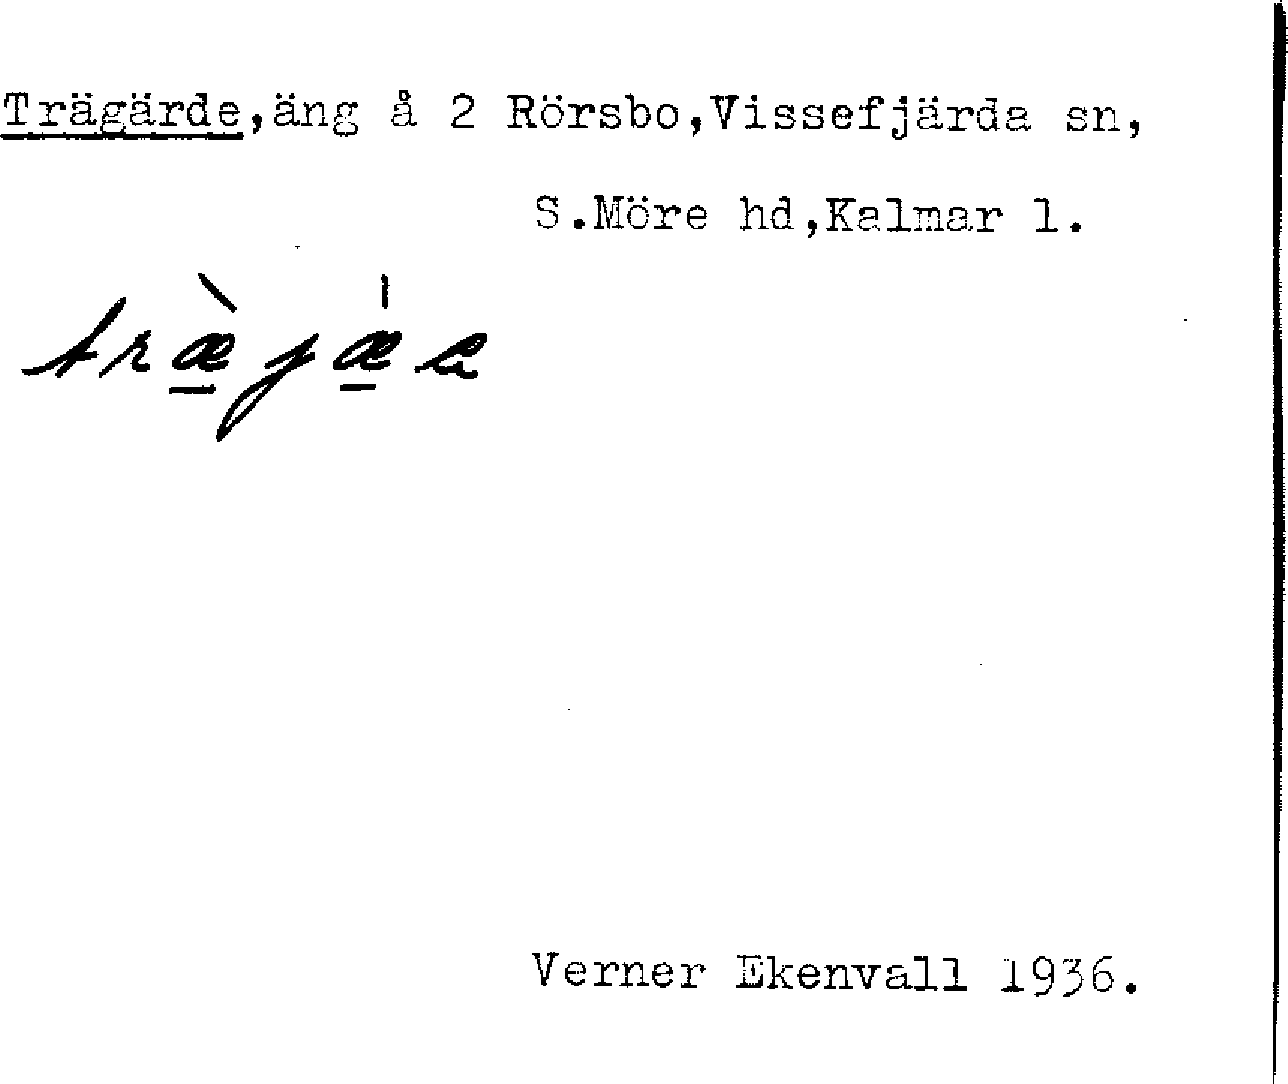 Trägärde,äng å 2 Rörsbo,Vissefjärda sn,
S.Möre hd,Kalmar l.
Verner Ekenvall 1936.